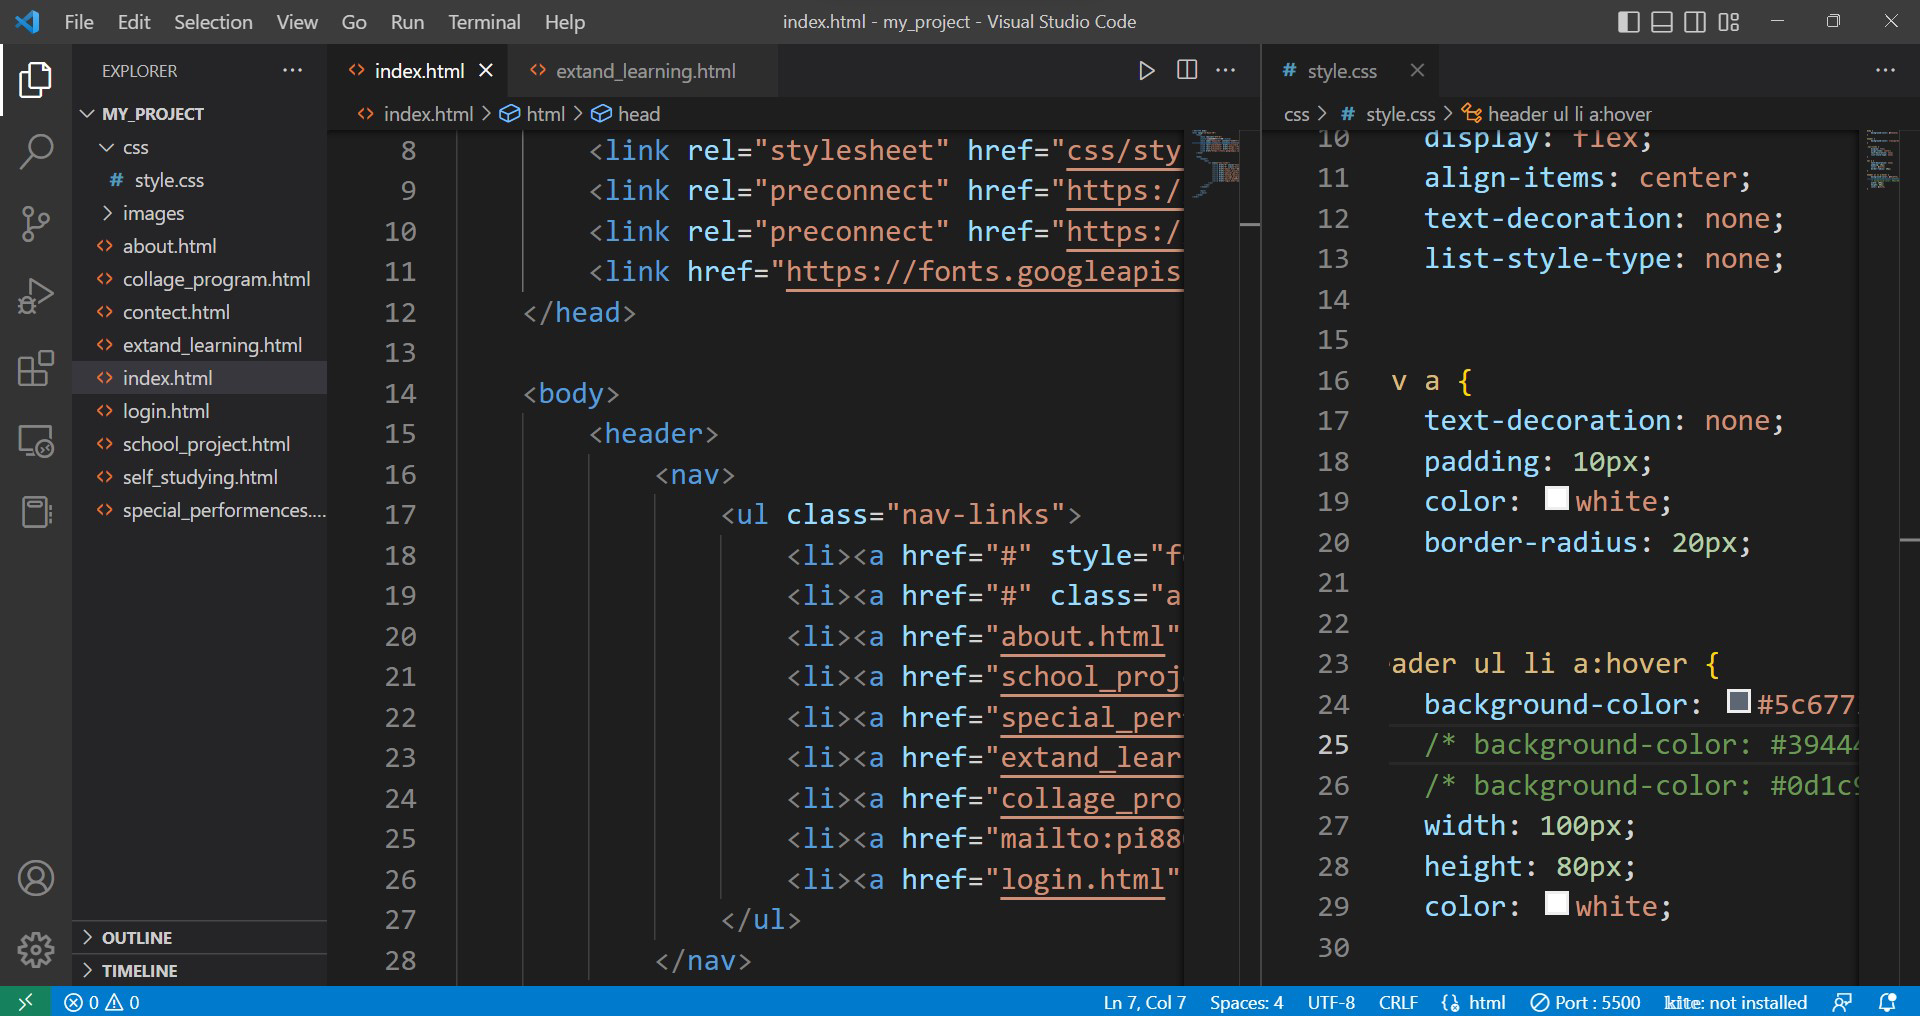 File Edit Selection View Go Run Terminal Help
index.html - my_project - Visual Studio Code
EXPLORER
MY_PROJECT
css
# style.css
images
about.html
collage_program.html
contect.html
extand_learning.html
index.html
login.html
school_project.html
self_studying.html
special_performences....
OUTLINE
TIMELINE
index.html
extand_learning.html
index.html > html > head
8 <link rel="stylesheet" href="css/sty
9 <link rel="preconnect" href="https:/
10 <link rel="preconnect" href="https:/
11 <link href="https://fonts.googleapis
12 </head>
13
14 <body>
15 <header>
16 <nav>
17 <ul class="nav-links">
18 <li><a href="#" style="f
19 <li><a href="#" class="a
20 <li><a href="about.html"
21 <li><a href="school_proj
22 <li><a href="special_per
23 <li><a href="extand_lear
24 <li><a href="collage_pro
25 <li><a href="mailto:pi88
26 <li><a href="login.html"
27 </ul>
28 </nav>
# style.css
css > # style.css > header ul li a:hover
10 display: flex;
11 align-items: center;
12 text-decoration: none;
13 list-style-type: none;
14
15
16 v a {
17 text-decoration: none;
18 padding: 10px;
19 color: white;
20 border-radius: 20px;
21
22
23 ader ul li a:hover {
24 background-color: #5c677
25 /* background-color: #39444
26 /* background-color: #0d1c9
27 width: 100px;
28 height: 80px;
29 color: white;
30
0 0
Ln 7, Col 7 Spaces: 4 UTF-8 CRLF html Port : 5500 kite: not installed